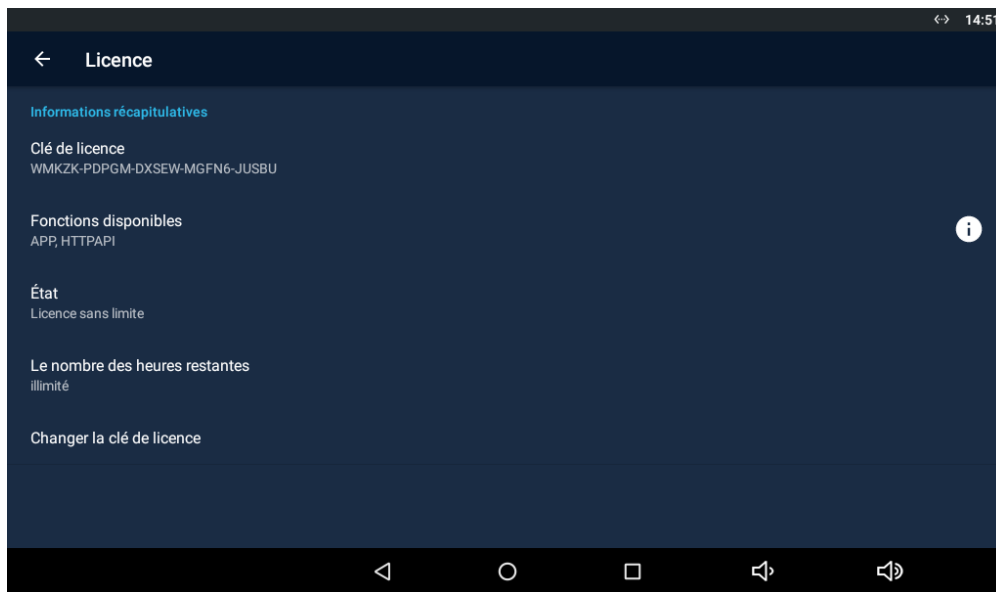 14:51
Licence
Informations récapitulatives
Clé de licence
WMKZK-PDPGM-DXSEW-MGFN6-JUSBU
Fonctions disponibles
APP, HTTPAPI
État
Licence sans limite
Le nombre des heures restantes
illimité
Changer la clé de licence